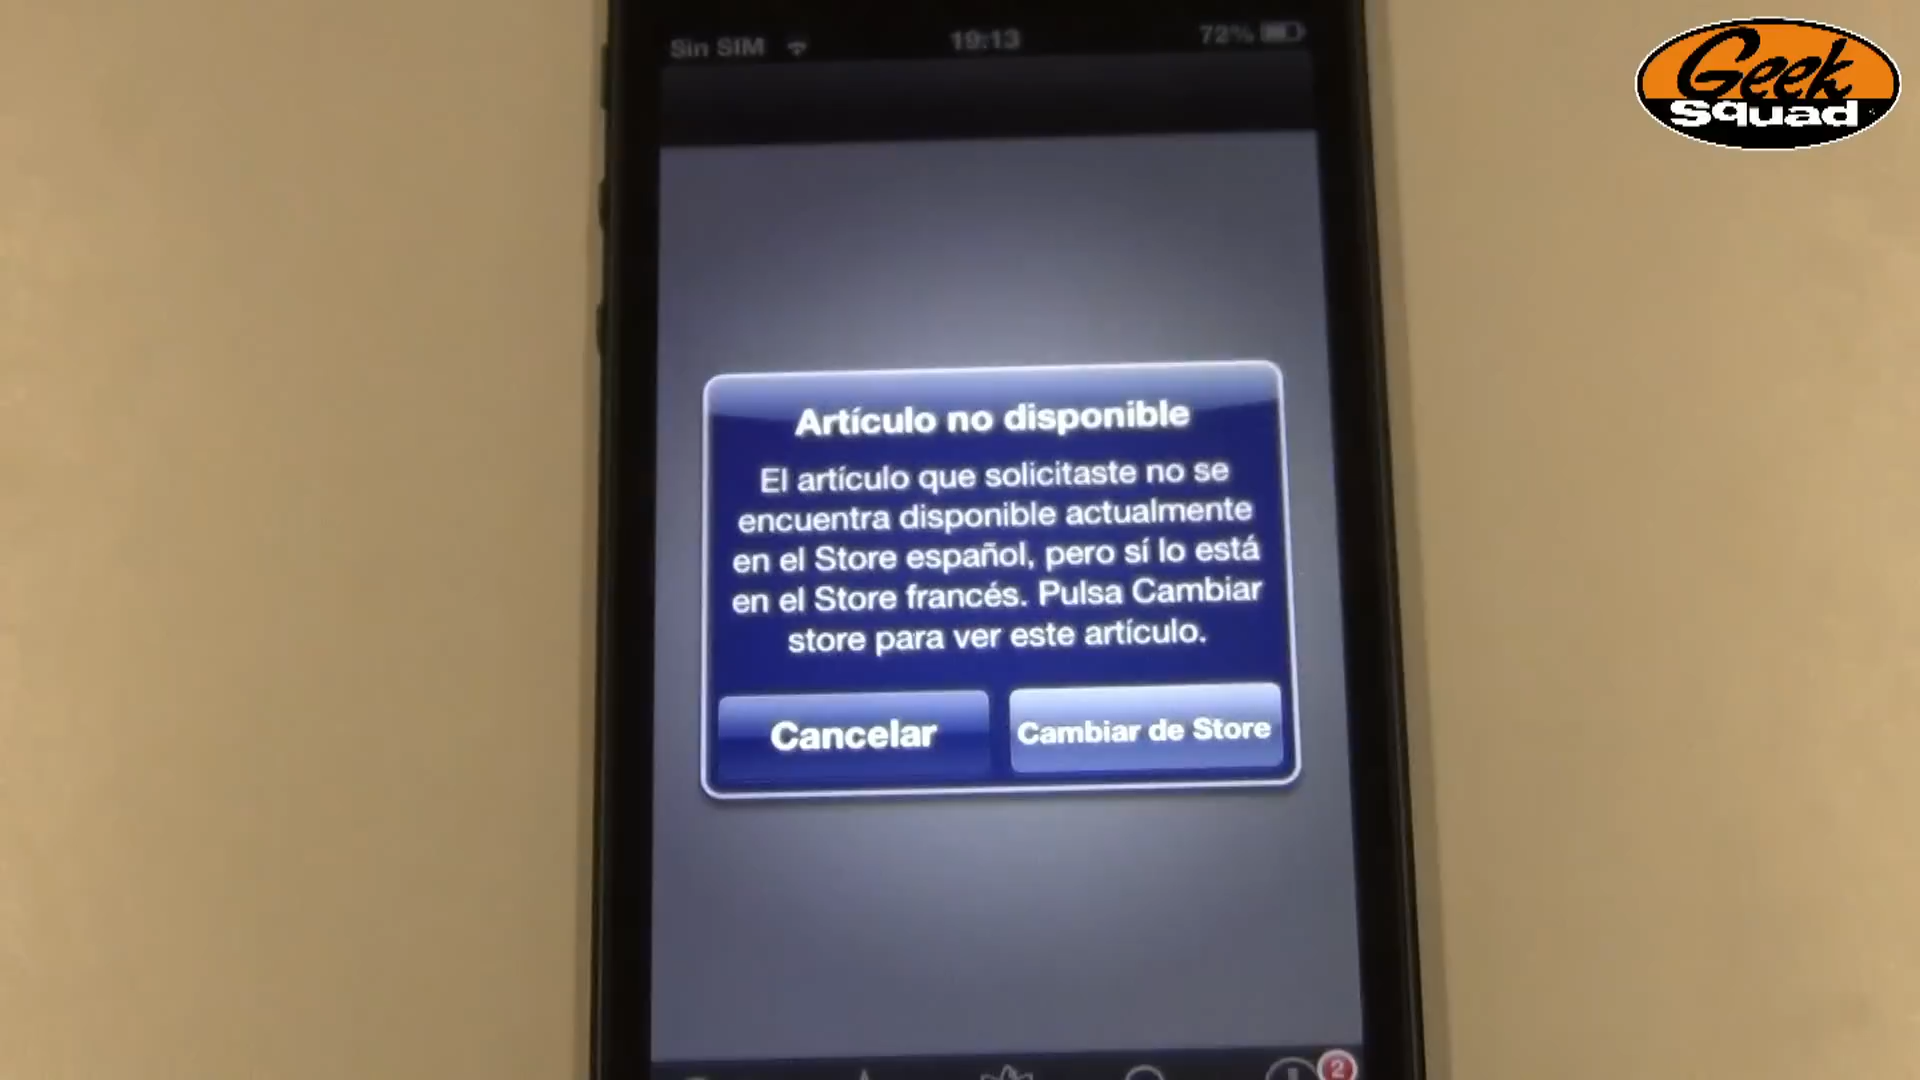 Sin SIM 19:13 72%
Geek
Squad
Artículo no disponible
El artículo que solicitaste no se
encuentra disponible actualmente
en el Store español, pero sí lo está
en el Store francés. Pulsa Cambiar
store para ver este artículo.
Cancelar Cambiar de Store
2